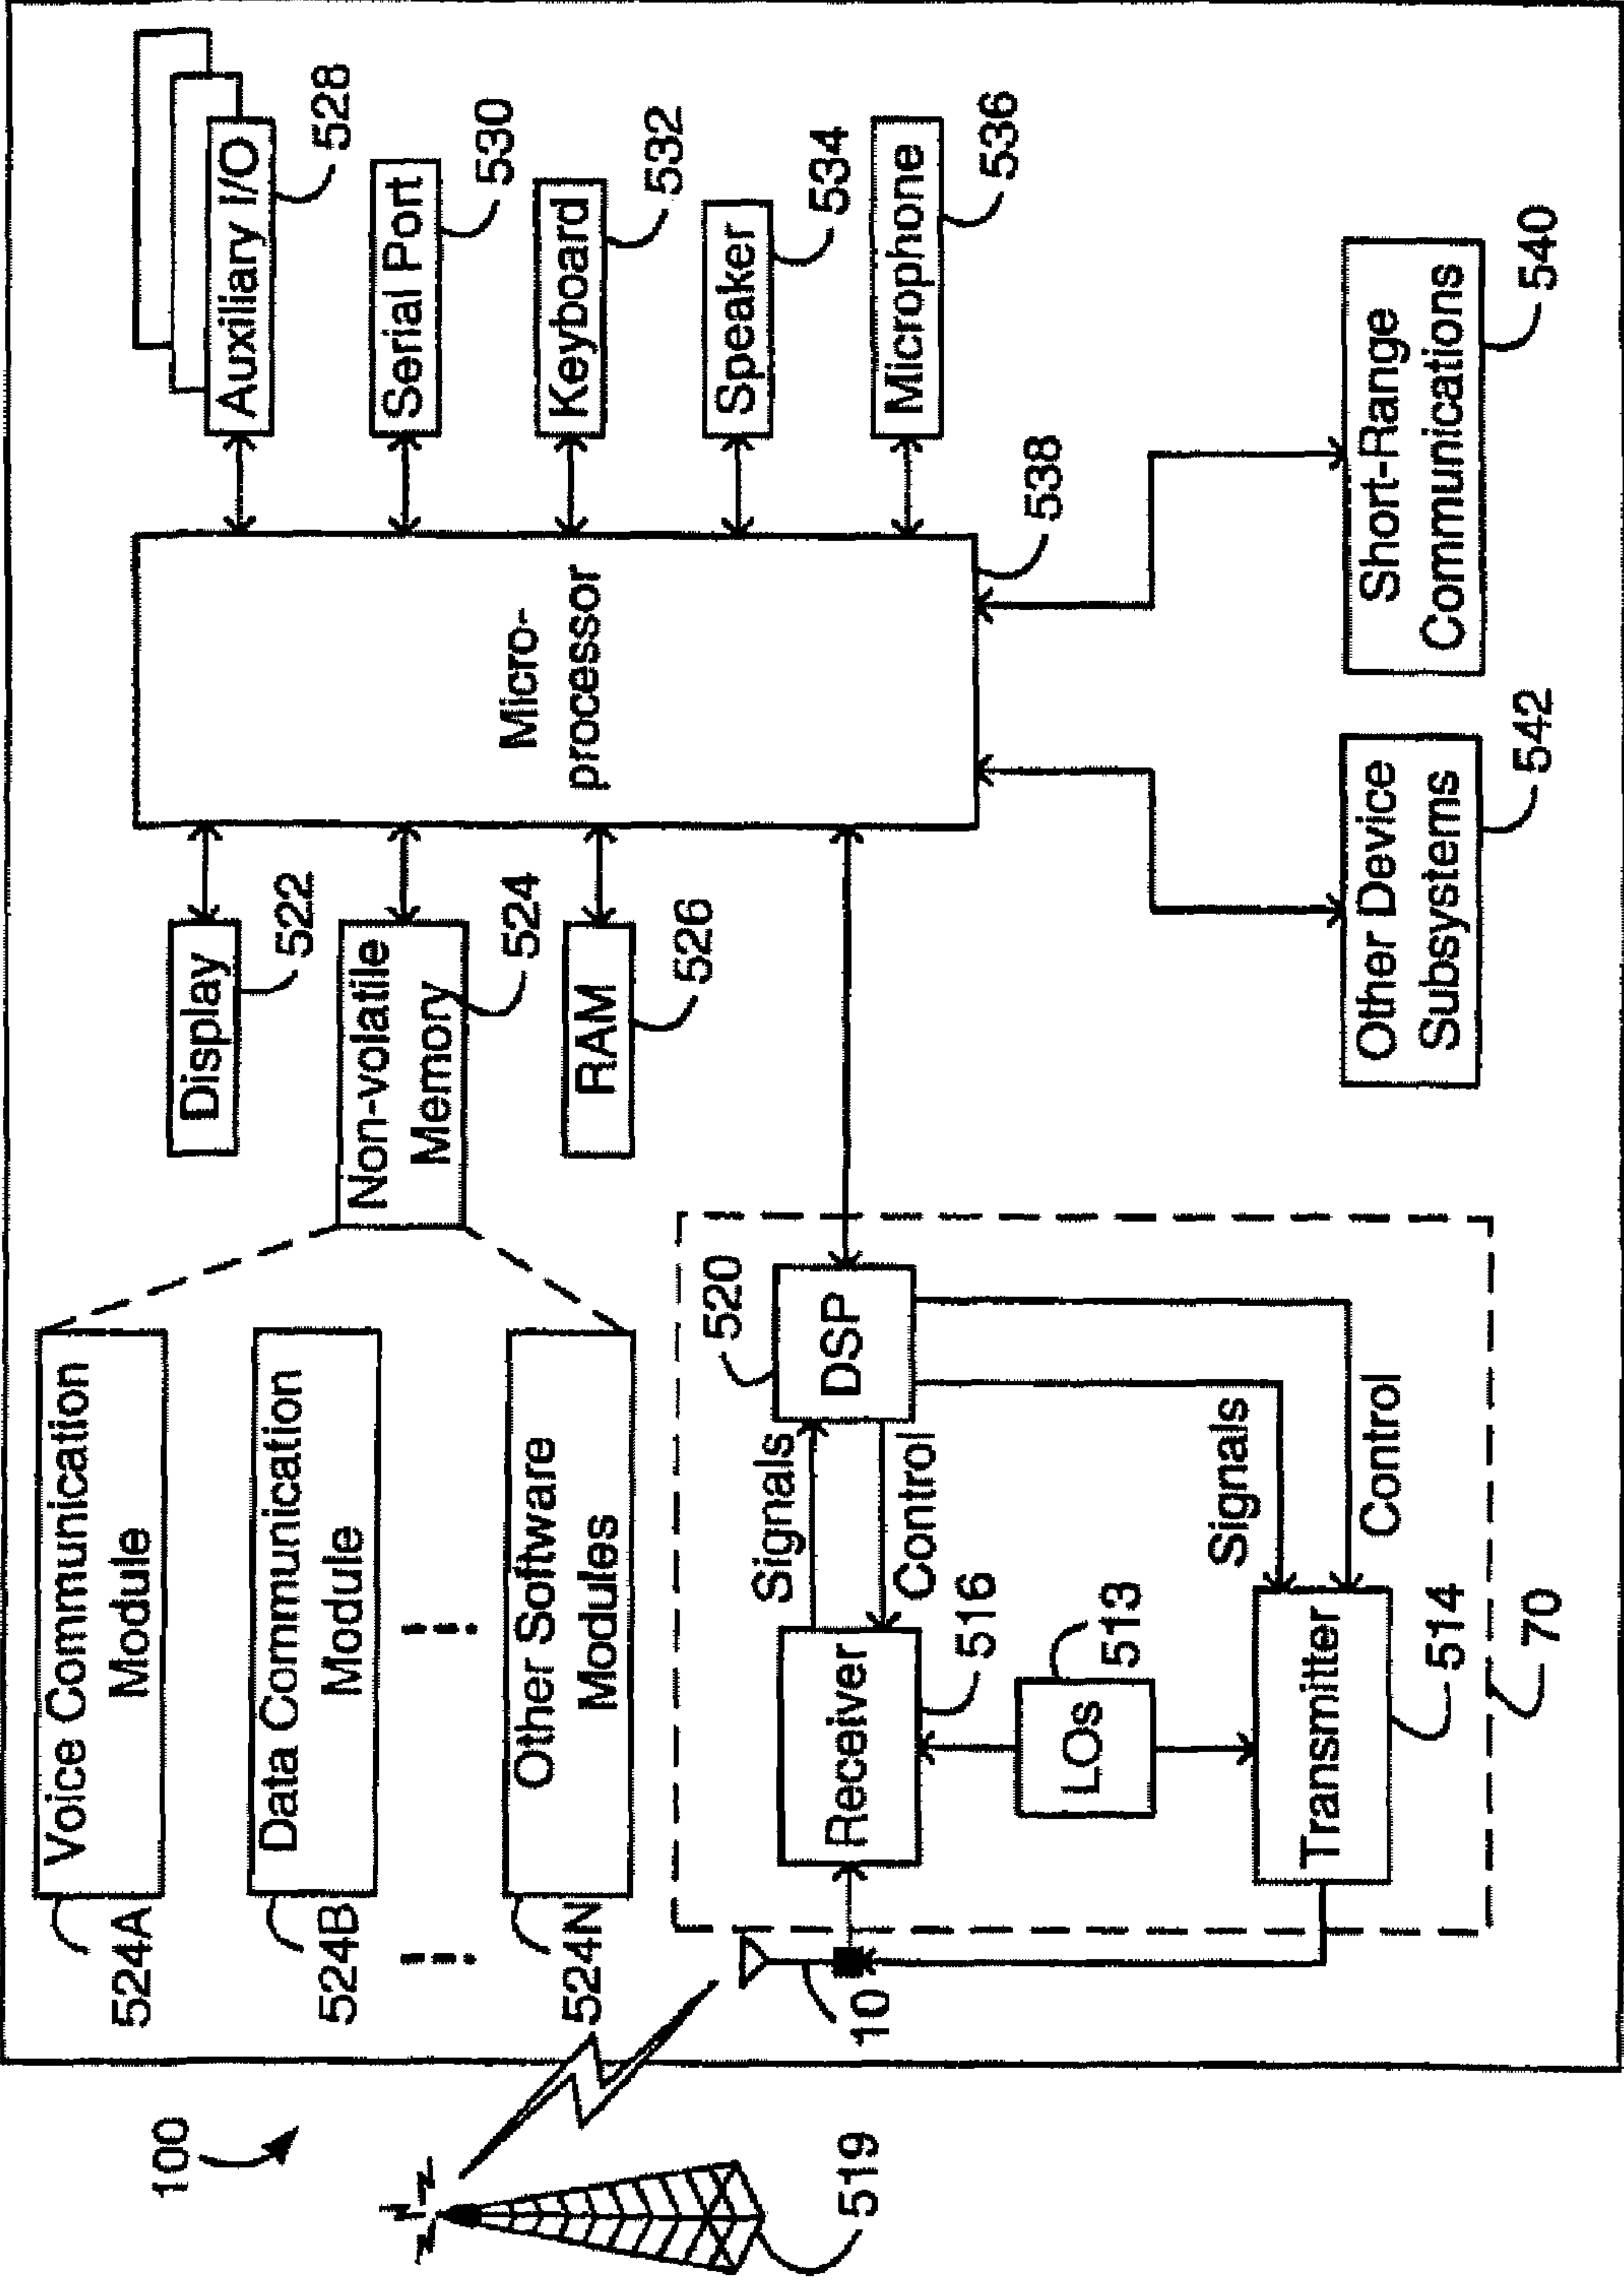 100
519
524A
Voice Communication
Module
524B
Data Communication
Module
524N
Other Software
Modules
Display
522
Non-volatile
Memory
524
RAM
526
Micro-
processor
538
Auxiliary I/O
528
Serial Port
530
Keyboard
532
Speaker
534
Microphone
536
10
Receiver
516
Signals
Control
520
DSP
LOs
513
Signals
Control
Transmitter
514
70
Other Device
Subsystems
542
Short-Range
Communications
540